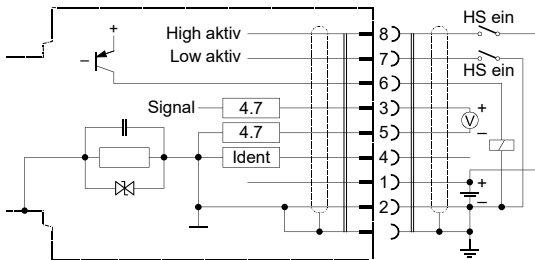 High aktiv 8 HS ein
Low aktiv 7 HS ein
+
− 6
Signal 4.7 3 +
V
4.7 5 −
Ident 4
1 +
2 −